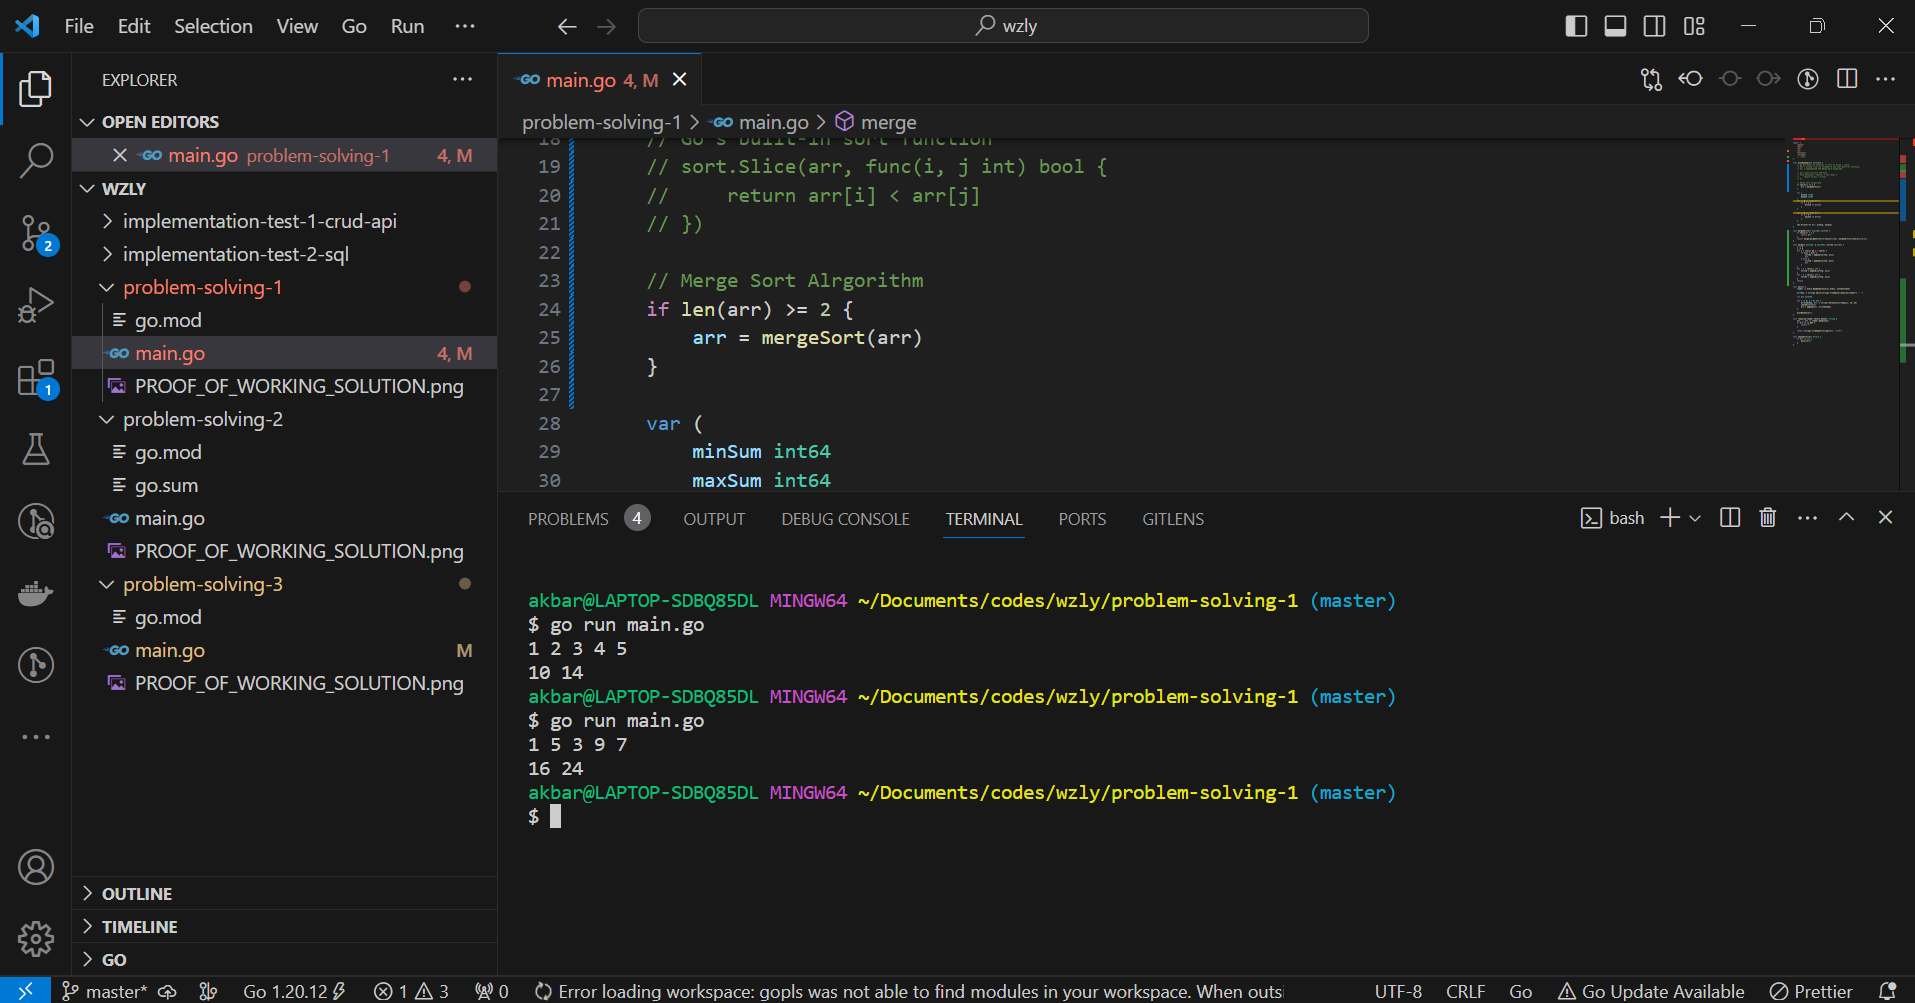 File Edit Selection View Go Run ...
wzly
EXPLORER
OPEN EDITORS
main.go problem-solving-1 4, M
WZLY
implementation-test-1-crud-api
implementation-test-2-sql
problem-solving-1
go.mod
main.go 4, M
PROOF_OF_WORKING_SOLUTION.png
problem-solving-2
go.mod
go.sum
main.go
PROOF_OF_WORKING_SOLUTION.png
problem-solving-3
go.mod
main.go M
PROOF_OF_WORKING_SOLUTION.png
OUTLINE
TIMELINE
GO
2
1
main.go 4, M
problem-solving-1 > main.go > merge
18 // Go's built-in sort function
19 // sort.Slice(arr, func(i, j int) bool {
20 //     return arr[i] < arr[j]
21 // })
22
23 // Merge Sort Alrgorithm
24 if len(arr) >= 2 {
25     arr = mergeSort(arr)
26 }
27
28 var (
29     minSum int64
30     maxSum int64
PROBLEMS 4 OUTPUT DEBUG CONSOLE TERMINAL PORTS GITLENS
bash
akbar@LAPTOP-SDBQ85DL MINGW64 ~/Documents/codes/wzly/problem-solving-1 (master)
$ go run main.go
1 2 3 4 5
10 14
akbar@LAPTOP-SDBQ85DL MINGW64 ~/Documents/codes/wzly/problem-solving-1 (master)
$ go run main.go
1 5 3 9 7
16 24
akbar@LAPTOP-SDBQ85DL MINGW64 ~/Documents/codes/wzly/problem-solving-1 (master)
$
master* Go 1.20.12 1 3 0 Error loading workspace: gopls was not able to find modules in your workspace. When outsi UTF-8 CRLF Go Go Update Available Prettier